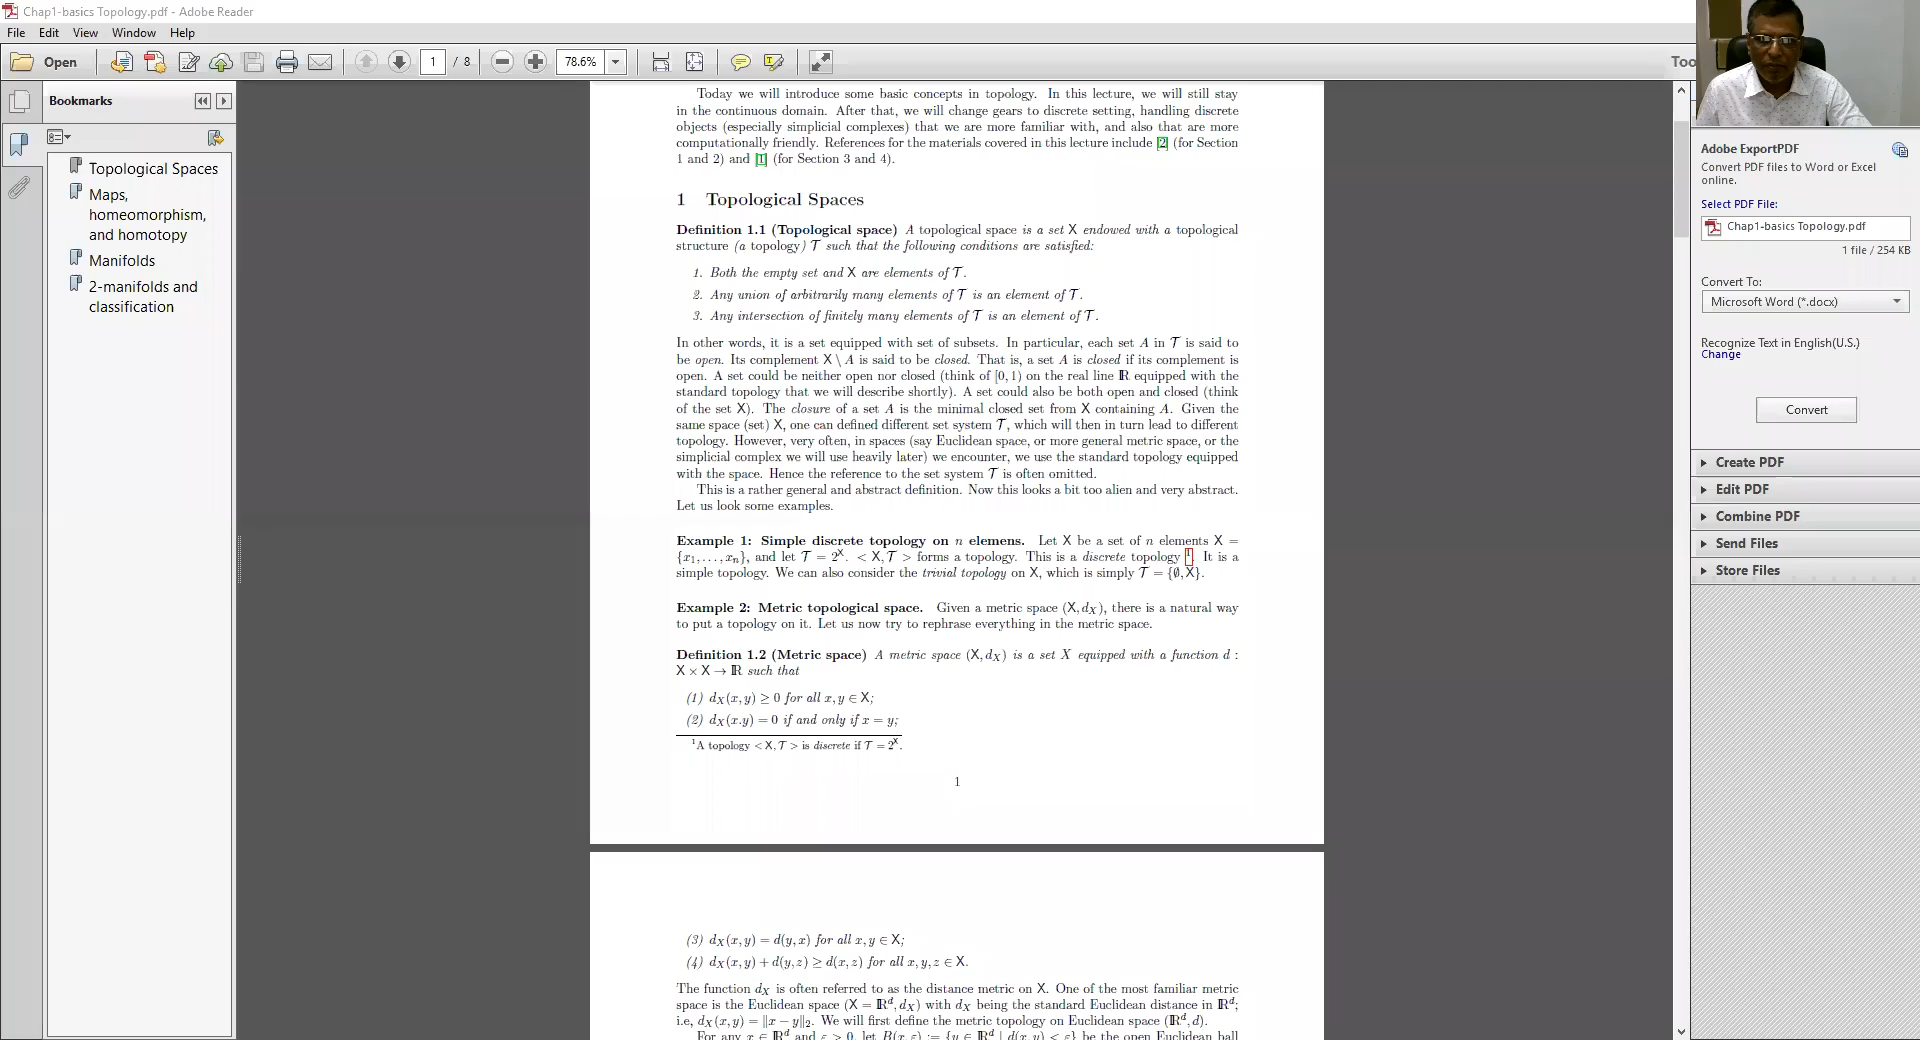 Chap1-basics Topology.pdf - Adobe Reader
File Edit View Window Help
Open
1 / 8
78.6%
Too
Bookmarks
Topological Spaces
Maps,
homeomorphism,
and homotopy
Manifolds
2-manifolds and
classification
Today we will introduce some basic concepts in topology. In this lecture, we will still stay
in the continuous domain. After that, we will change gears to discrete setting, handling discrete
objects (especially simplicial complexes) that we are more familiar with, and also that are more
computationally friendly. References for the materials covered in this lecture include [2] (for Section
1 and 2) and [1] (for Section 3 and 4).
1 Topological Spaces
Definition 1.1 (Topological space) A topological space is a set X endowed with a topological
structure (a topology) 𝒯 such that the following conditions are satisfied:
1. Both the empty set and X are elements of 𝒯.
2. Any union of arbitrarily many elements of 𝒯 is an element of 𝒯.
3. Any intersection of finitely many elements of 𝒯 is an element of 𝒯.
In other words, it is a set equipped with set of subsets. In particular, each set A in 𝒯 is said to
be open. Its complement X \ A is said to be closed. That is, a set A is closed if its complement is
open. A set could be neither open nor closed (think of [0, 1) on the real line ℝ equipped with the
standard topology that we will describe shortly). A set could also be both open and closed (think
of the set X). The closure of a set A is the minimal closed set from X containing A. Given the
same space (set) X, one can defined different set system 𝒯, which will then in turn lead to different
topology. However, very often, in spaces (say Euclidean space, or more general metric space, or the
simplicial complex we will use heavily later) we encounter, we use the standard topology equipped
with the space. Hence the reference to the set system 𝒯 is often omitted.
This is a rather general and abstract definition. Now this looks a bit too alien and very abstract.
Let us look some examples.
Example 1: Simple discrete topology on n elemens. Let X be a set of n elements X =
{x₁, . . . , xₙ}, and let 𝒯 = 2^X. < X, 𝒯 > forms a topology. This is a discrete topology ¹. It is a
simple topology. We can also consider the trivial topology on X, which is simply 𝒯 = {∅, X}.
Example 2: Metric topological space. Given a metric space (X, d_X), there is a natural way
to put a topology on it. Let us now try to rephrase everything in the metric space.
Definition 1.2 (Metric space) A metric space (X, d_X) is a set X equipped with a function d :
X × X → ℝ such that
(1) d_X(x, y) ≥ 0 for all x, y ∈ X;
(2) d_X(x.y) = 0 if and only if x = y;
¹A topology < X, 𝒯 > is discrete if 𝒯 = 2^X.
1
(3) d_X(x, y) = d(y, x) for all x, y ∈ X;
(4) d_X(x, y) + d(y, z) ≥ d(x, z) for all x, y, z ∈ X.
The function d_X is often referred to as the distance metric on X. One of the most familiar metric
space is the Euclidean space (X = ℝ^d, d_X) with d_X being the standard Euclidean distance in ℝ^d;
i.e, d_X(x, y) = ‖x − y‖₂. We will first define the metric topology on Euclidean space (ℝ^d, d).
For any x ∈ ℝ^d and ε > 0, let B(x, ε) := {y ∈ ℝ^d | d(x, y) < ε} be the open Euclidean ball
Adobe ExportPDF
Convert PDF files to Word or Excel
online.
Select PDF File:
Chap1-basics Topology.pdf
1 file / 254 KB
Convert To:
Microsoft Word (*.docx)
Recognize Text in English(U.S.)
Change
Convert
Create PDF
Edit PDF
Combine PDF
Send Files
Store Files